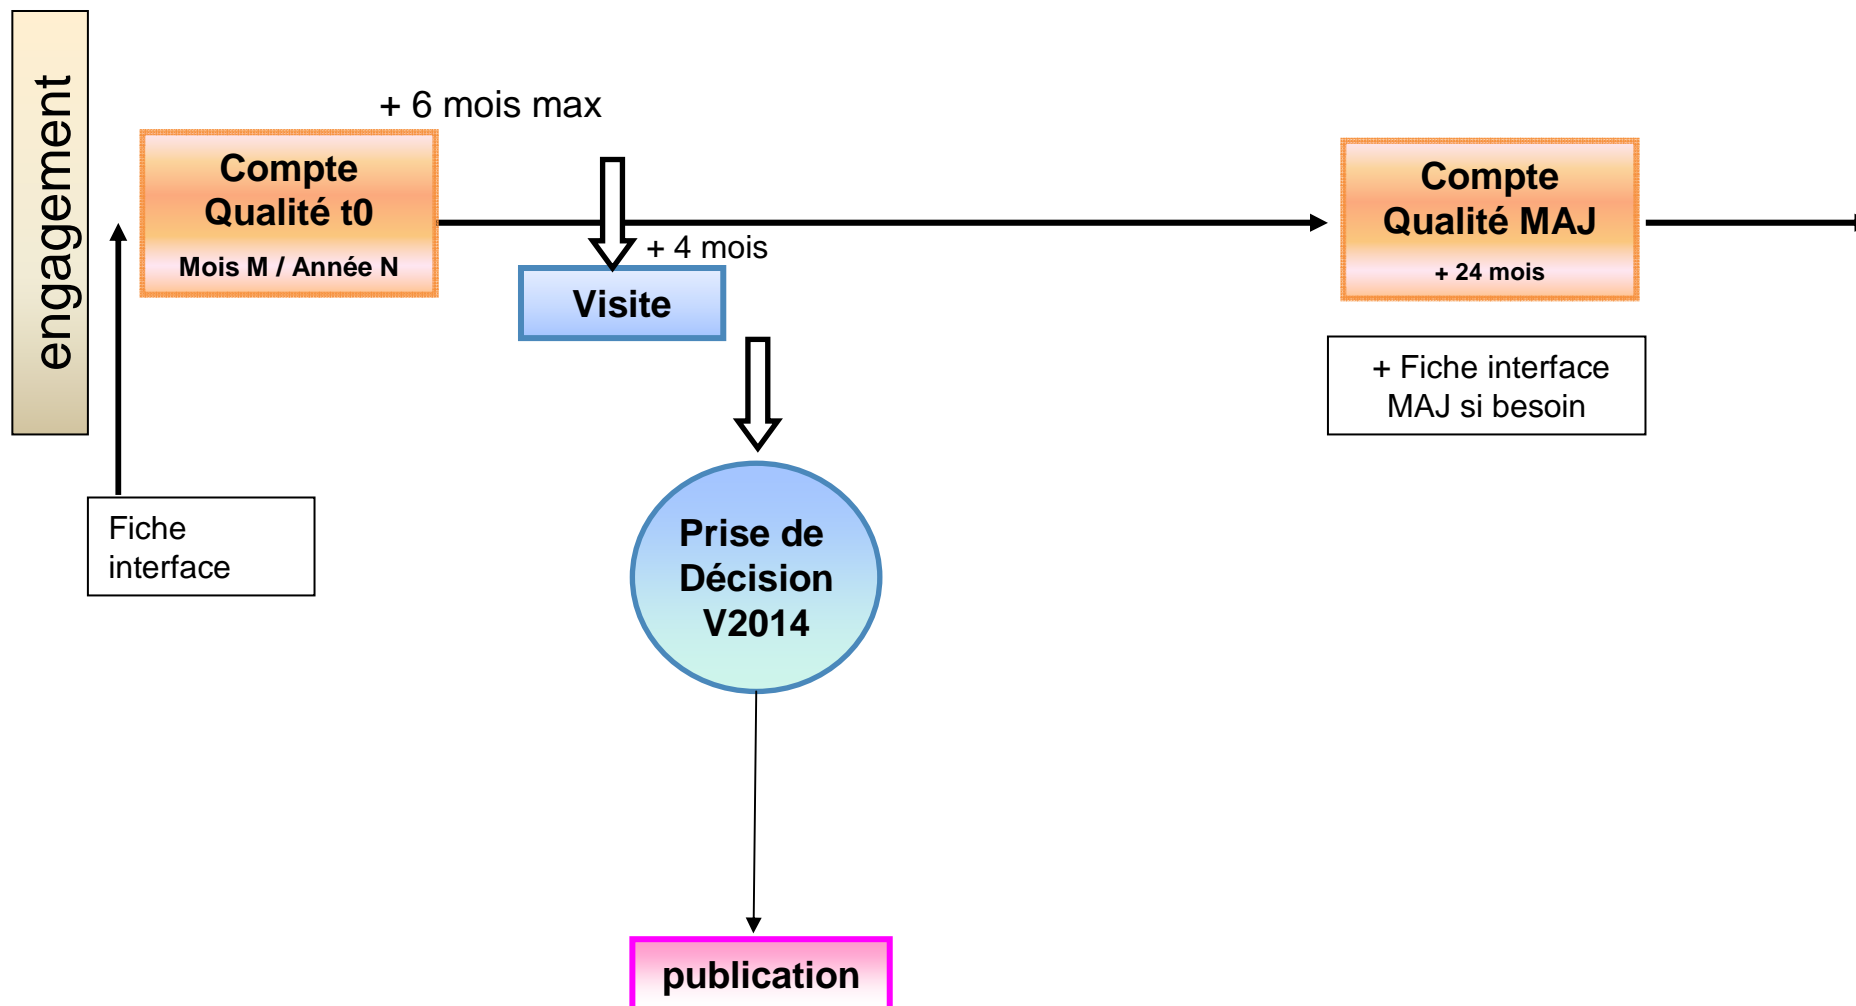 engagement
+ 6 mois max
Compte
Qualité t0
Mois M / Année N
+ 4 mois
Visite
Compte
Qualité MAJ
+ 24 mois
+ Fiche interface
MAJ si besoin
Fiche
interface
Prise de
Décision
V2014
publication